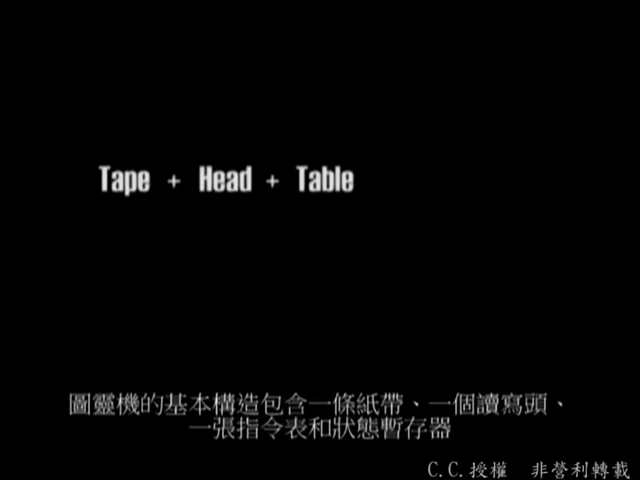 Tape + Head + Table
圖靈機的基本構造包含一條紙帶、一個讀寫頭、
一張指令表和狀態暫存器
C.C.授權 非營利轉載